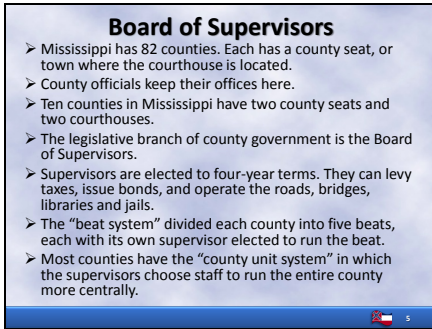 Board of Supervisors
➢ Mississippi has 82 counties. Each has a county seat, or
town where the courthouse is located.
➢ County officials keep their offices here.
➢ Ten counties in Mississippi have two county seats and
two courthouses.
➢ The legislative branch of county government is the Board
of Supervisors.
➢ Supervisors are elected to four-year terms. They can levy
taxes, issue bonds, and operate the roads, bridges,
libraries and jails.
➢ The “beat system” divided each county into five beats,
each with its own supervisor elected to run the beat.
➢ Most counties have the “county unit system” in which
the supervisors choose staff to run the entire county
more centrally.
5